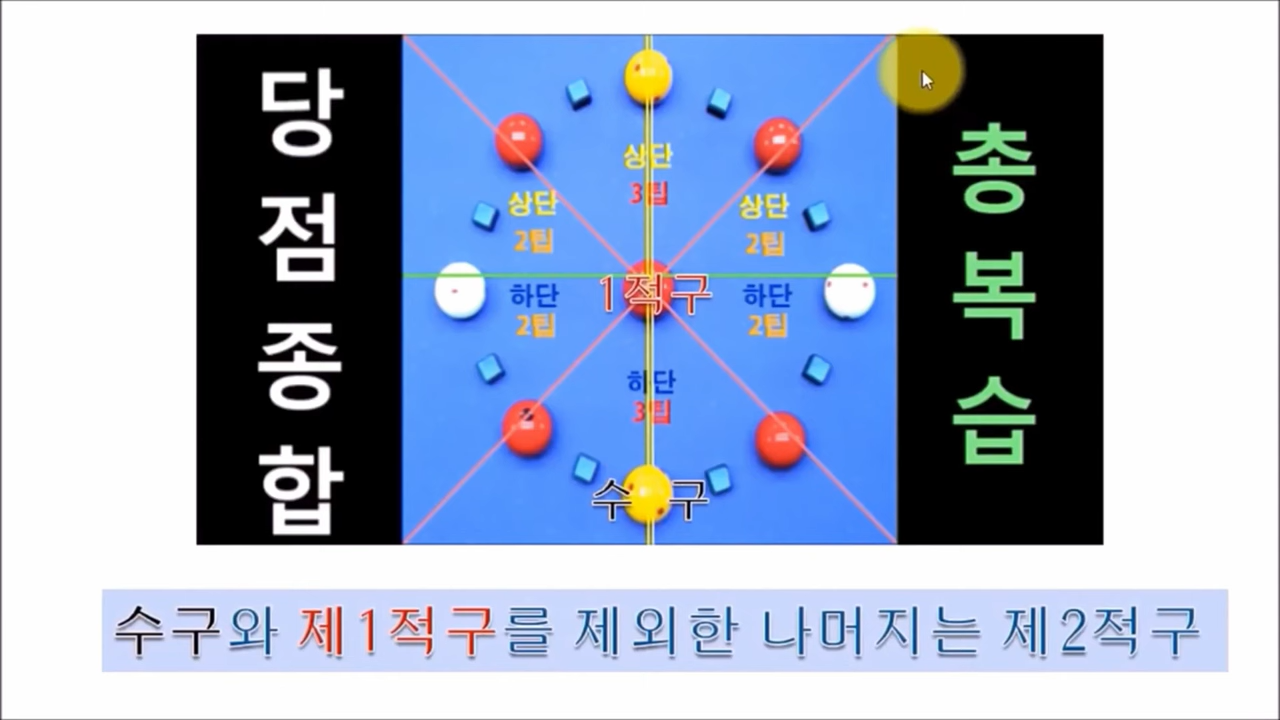 당점종합
상단
3팁
상단
2팁
상단
2팁
1적구
하단
2팁
하단
2팁
하단
3팁
수구
총복습
수구와 제1적구를 제외한 나머지는 제2적구